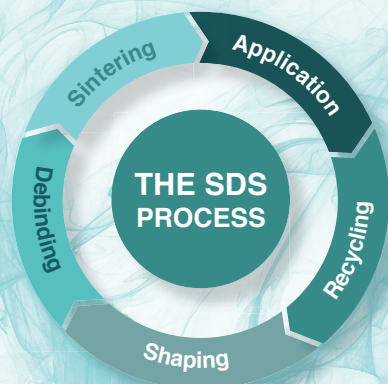 THE SDS
PROCESS
Application
Recycling
Shaping
Debinding
Sintering